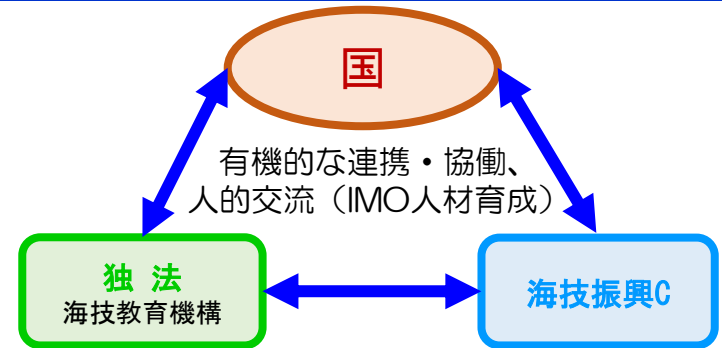 国
有機的な連携・協働、
人的交流（IMO人材育成）
独 法
海技教育機構
海技振興C